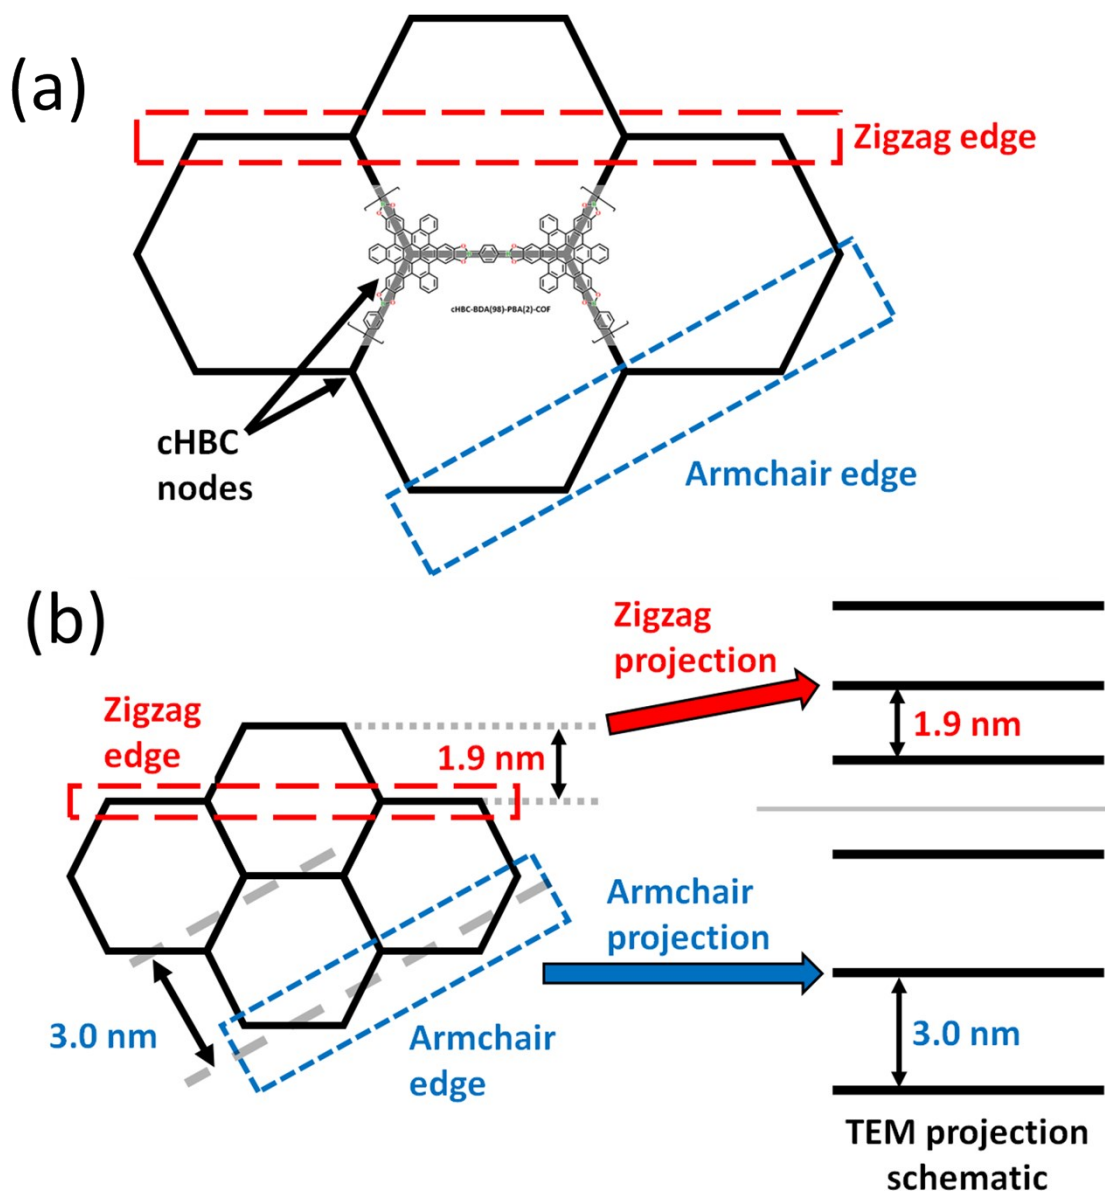 (a)
Zigzag edge
cHBC-BDA(98)-PBA(2)-COF
cHBC
nodes
Armchair edge
(b)
Zigzag
projection
Zigzag
edge
1.9 nm
1.9 nm
Armchair
projection
3.0 nm
Armchair
edge
3.0 nm
TEM projection
schematic